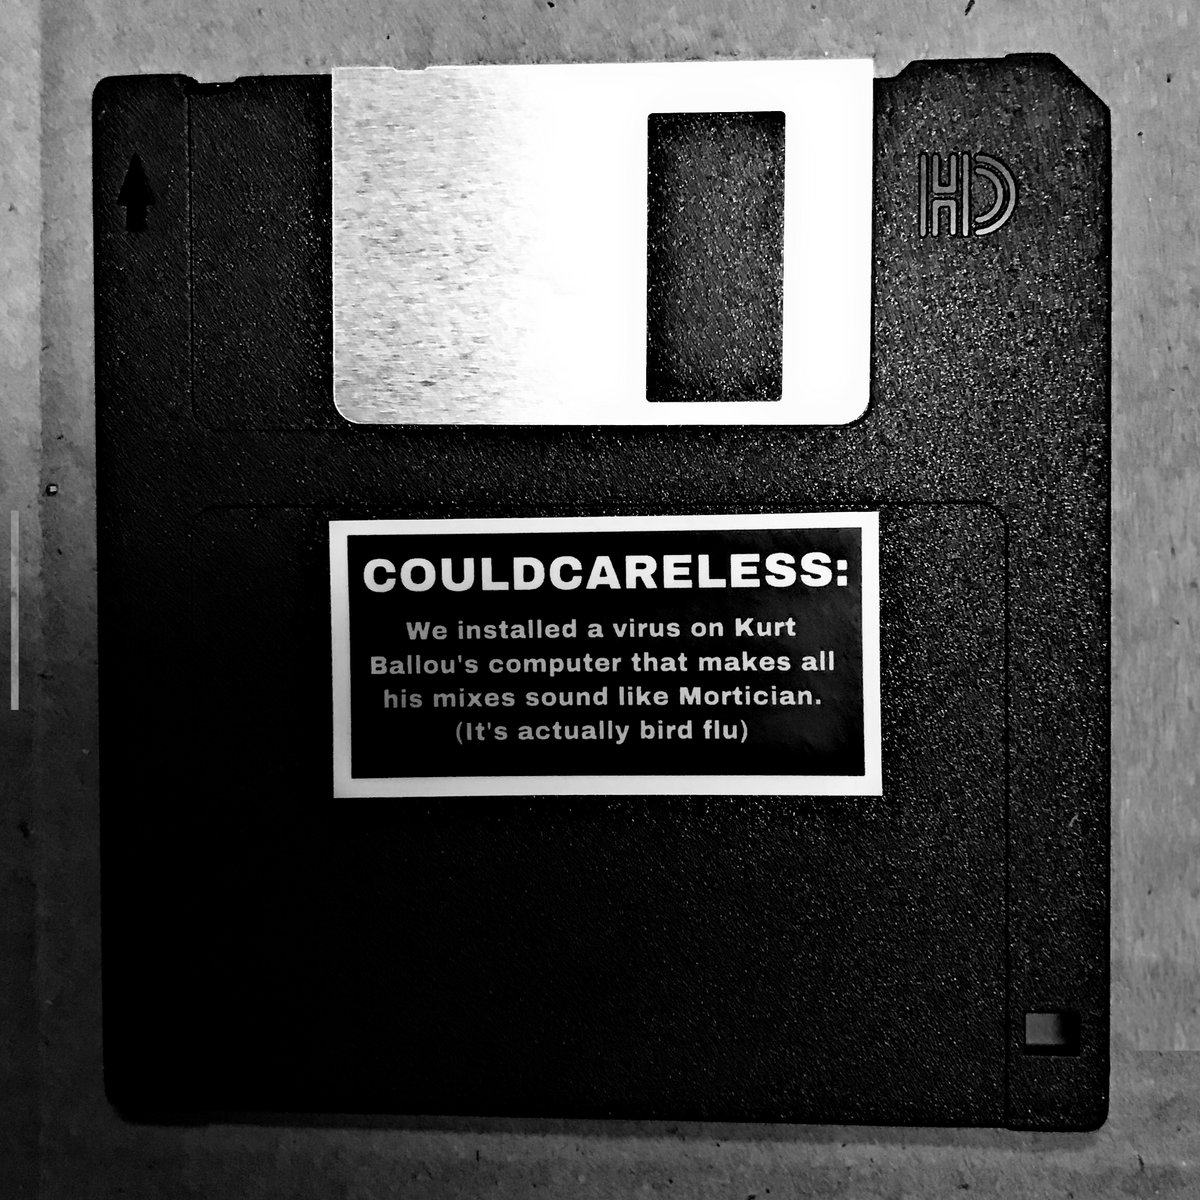 HD
COULDCARELESS:
We installed a virus on Kurt
Ballou's computer that makes all
his mixes sound like Mortician.
(It's actually bird flu)